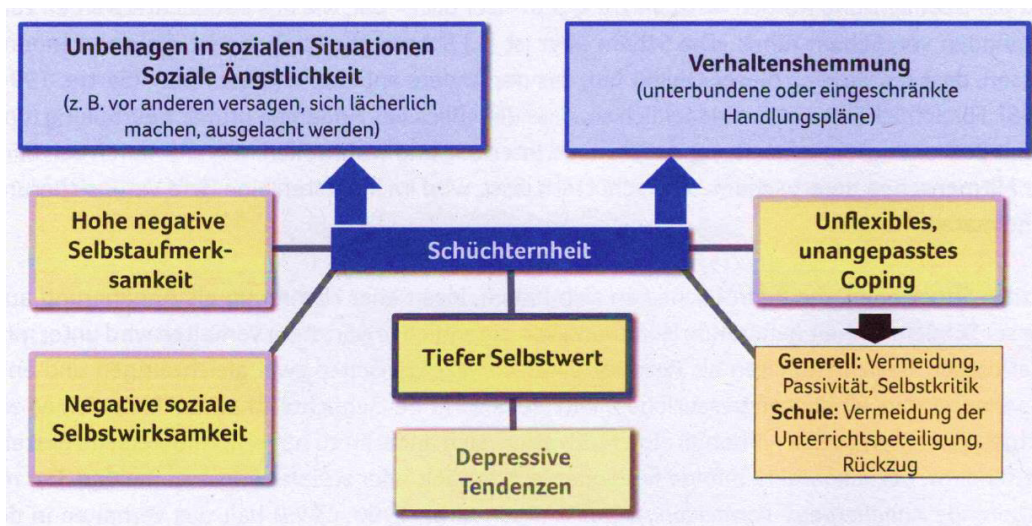 Unbehagen in sozialen Situationen
Soziale Ängstlichkeit
(z. B. vor anderen versagen, sich lächerlich
machen, ausgelacht werden)
Verhaltenshemmung
(unterbundene oder eingeschränkte
Handlungspläne)
Hohe negative
Selbstaufmerk-
samkeit
Schüchternheit
Unflexibles,
unangepasstes
Coping
Negative soziale
Selbstwirksamkeit
Tiefer Selbstwert
Depressive
Tendenzen
Generell: Vermeidung,
Passivität, Selbstkritik
Schule: Vermeidung der
Unterrichtsbeteiligung,
Rückzug